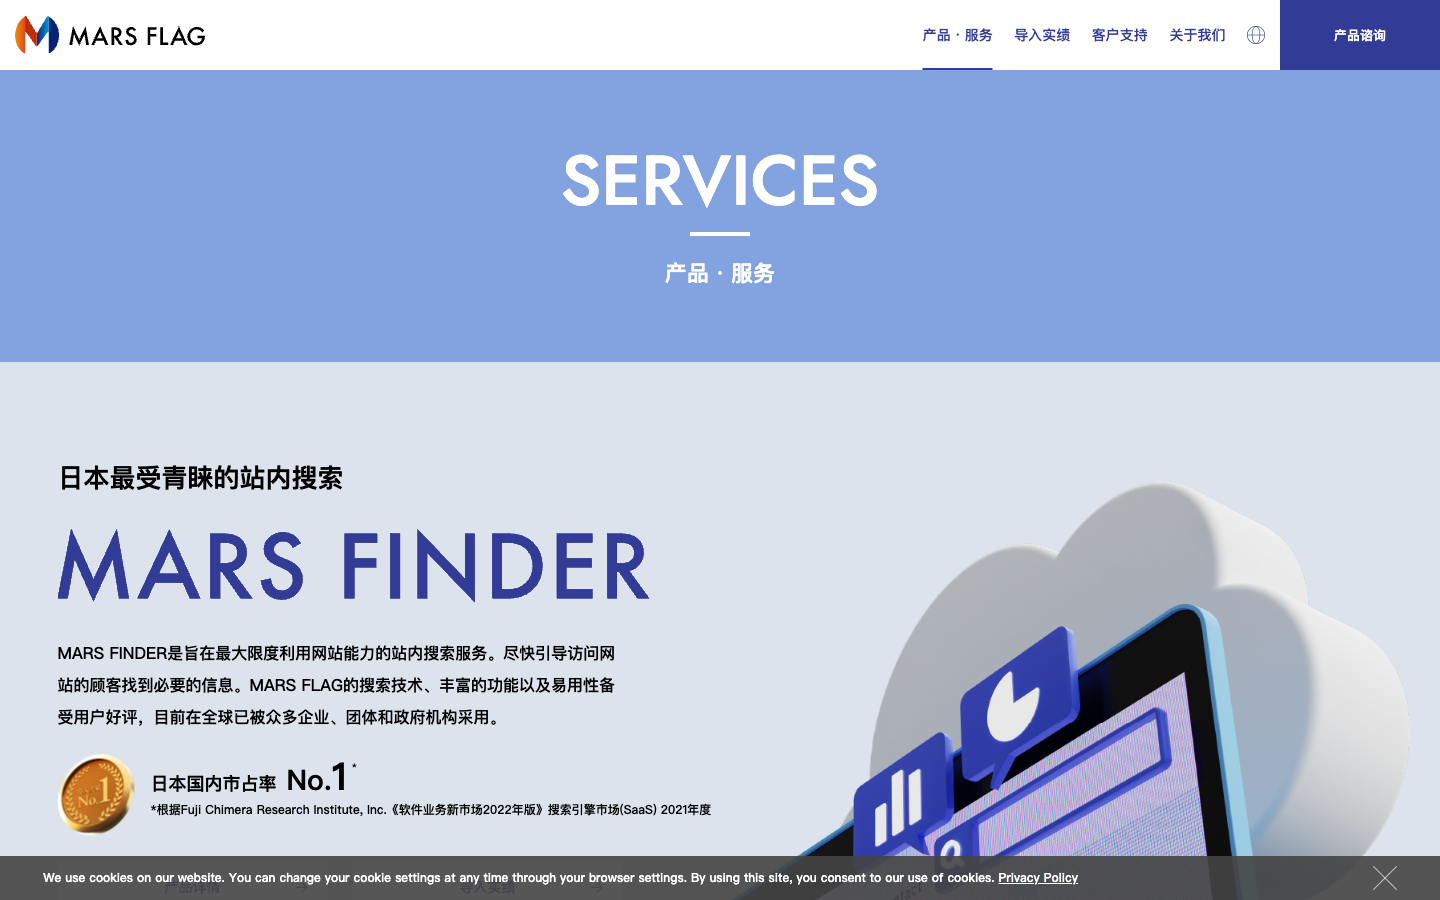 MARS FLAG
产品·服务
导入实绩
客户支持
关于我们
产品谘询
SERVICES
产品·服务
日本最受青睐的站内搜索
MARS FINDER
MARS FINDER是旨在最大限度利用网站能力的站内搜索服务。尽快引导访问网
站的顾客找到必要的信息。MARS FLAG的搜索技术、丰富的功能以及易用性备
受用户好评，目前在全球已被众多企业、团体和政府机构采用。
No.1
日本国内市占率 No.1*
*根据Fuji Chimera Research Institute, Inc.《软件业务新市场2022年版》搜索引擎市场(SaaS) 2021年度
产品详情
导入实绩
We use cookies on our website. You can change your cookie settings at any time through your browser settings. By using this site, you consent to our use of cookies. Privacy Policy